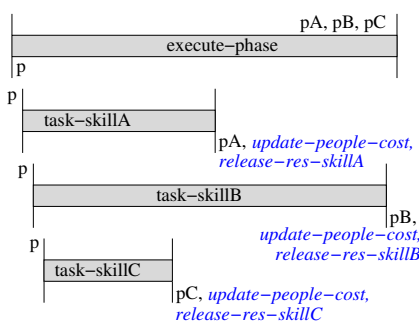 pA, pB, pC
execute−phase
p
p
task−skillA
pA, update−people−cost,
release−res−skillA
p
task−skillB
pB,
update−people−cost,
release−res−skillB
p
task−skillC
pC, update−people−cost,
release−res−skillC